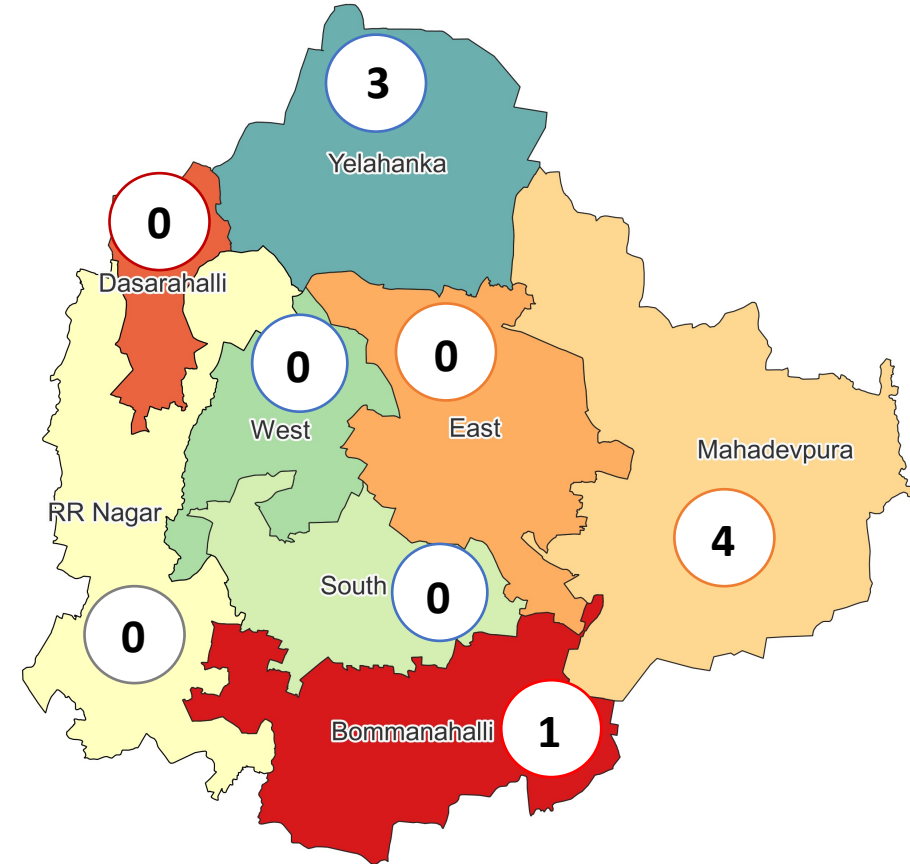 3
Yelahanka
0
Dasarahalli
0
West
0
East
Mahadevpura
4
RR Nagar
0
South
0
Bommanahalli
1